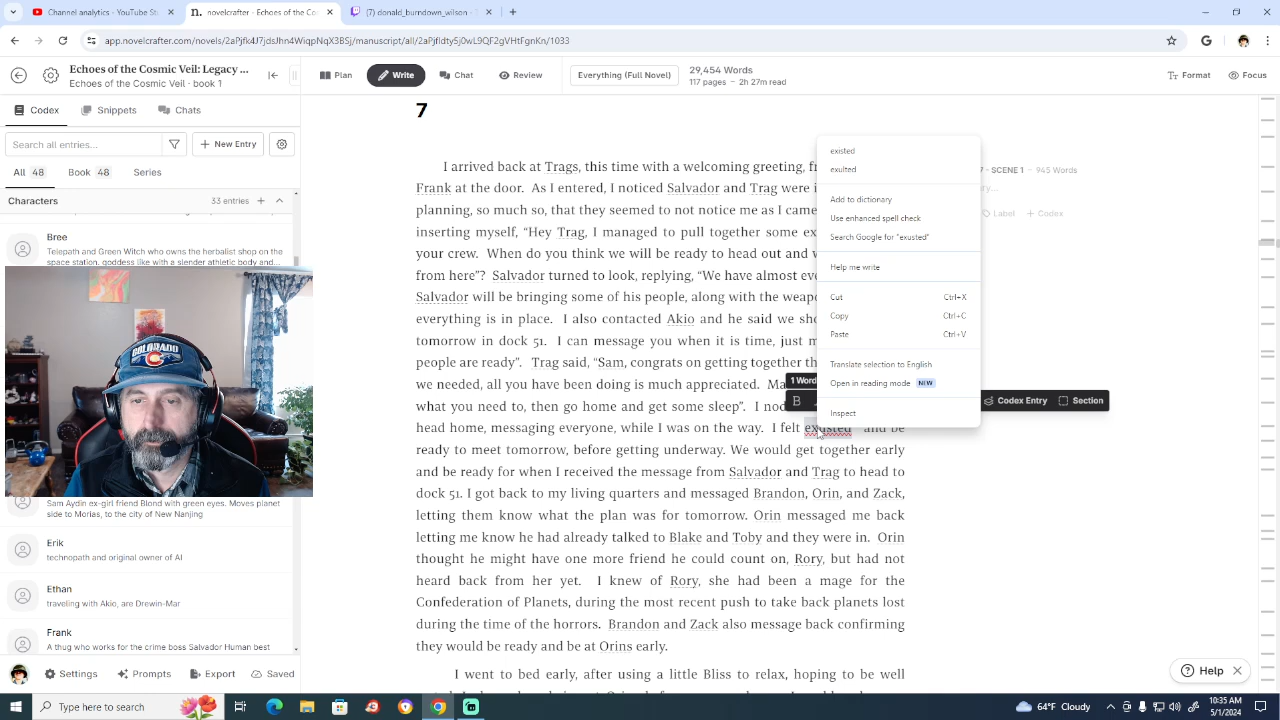 Channel content - YouTube
novelcrafter - Echoes of the Cos
(20) dmelloy - Twitch
app.novelcrafter.com/novels/2aPjfk4J7jdsJhn4WtapNqX3BSj/manuscript/2aPjfIdty5j0wL9QF2gVHtFgnKn/1033
Echoes of the Cosmic Veil: Legacy ...
Echoes of the Cosmic Veil · book 1
Plan
Write
Chat
Review
Everything (Full Novel)
29,454 Words
117 pages – 2h 27m read
Format
Focus
Codex
Snippets
Chats
Search all entries...
New Entry
All 48
Book 48
Series
Characters
33 entries
Bree
Telepath and Green Witch who owns the herbalist shop on the
space station. goddess like with a slender athletic body and...
Sam Aydin ex-girl friend Blond with green eyes. Moves planet
side to Morias, to the city of New Nanjing
Erik
technopath and original owner of AI
Ethan
traveling with Akio, are Drewin-Mar
Frank
A thug who works for the crime boss Salvador Human best
Settings
Prompts
Export
Saved
7
I arrived back at Trags, this time with a welcoming greeting,
Frank at the door. As I entered, I noticed Salvador and Trag were
planning, so much so, that they seemed to not notice me as I came
inserting myself, “Hey Trag, I managed to pull together some
your crew. When do you think we will be ready to head out and
from here”? Salvador turned to look, replying, “We have almost
Salvador will be bringing some of his people, along with the
everything is in place. I also contacted Akio and he said we
tomorrow in dock 51. I can message you when it is time, just
people are ready”. Trag said, “Sam, congrats on getting together
we needed, all you have been doing is much appreciated.
what you need to, then go home and get some sleep”. I
head home, messaging everyone, while I was on the way. I felt exusted and be
ready to meet tomorrow, before getting underway. We would get together early
and be ready for when I received the message from Salvador and Trag to head to
dock 51. I got back to my living quarters and messaged Brandon, Orin, and Zack,
letting them know what the plan was for tomorrow. Orin messaged me back
letting me know he had already talked to Blake and Toby and they were in. Orin
thought he might have one more friend he could count on, Rory, but had not
heard back from her yet. I knew of Rory, she had been a mage for the
Confederation of Planets, during the most recent push to take back planets lost
during the time of the horrors. Brandon and Zack also message back confirming
they would be ready and be at Orins early.
I went to bed early, after using a little Bliss to relax, hoping to be well
existed
exulted
Add to dictionary
Use enhanced spell check
Search Google for “exusted”
Help me write
Cut Ctrl+X
Copy Ctrl+C
Paste Ctrl+V
Translate selection to English
Open in reading mode NEW
Inspect
1 Word
B
Codex Entry
Section
7 - SCENE 1 – 945 Words
Label
Codex
COLORADO
Help
Type here to search
64°F Cloudy
10:35 AM
5/1/2024